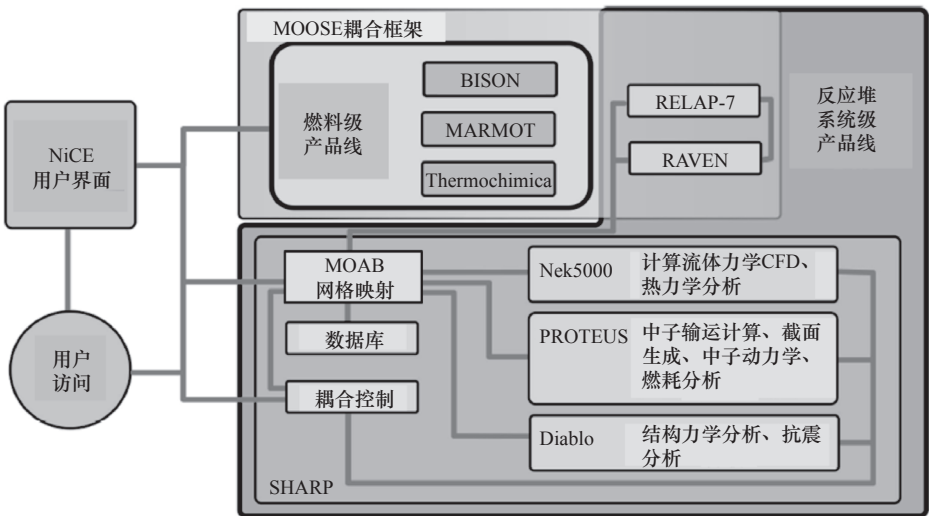 MOOSE耦合框架
NiCE
用户界面
用户
访问
燃料级
产品线
BISON
MARMOT
Thermochimica
RELAP-7
RAVEN
反应堆
系统级
产品线
MOAB
网格映射
数据库
耦合控制
Nek5000
计算流体力学CFD、
热力学分析
PROTEUS
中子输运计算、截面
生成、中子动力学、
燃耗分析
Diablo
结构力学分析、抗震
分析
SHARP